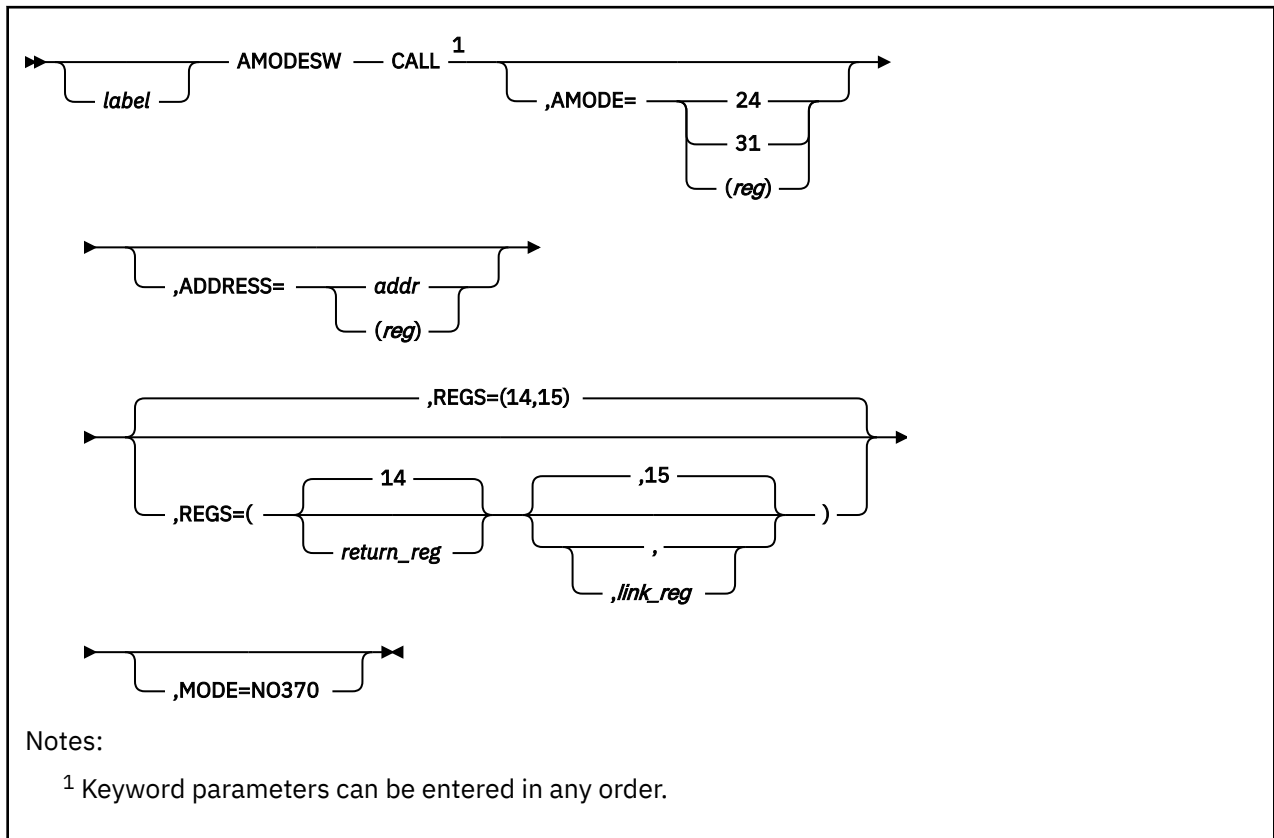 AMODESW CALL 1
label
,AMODE= 24
31
(reg)
,ADDRESS= addr
(reg)
,REGS=(14,15)
14 ,15
,REGS=( )
return_reg ,
,link_reg
,MODE=NO370
Notes:
1 Keyword parameters can be entered in any order.